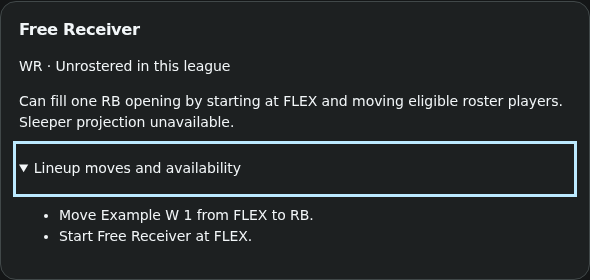 Free Receiver
WR · Unrostered in this league
Can fill one RB opening by starting at FLEX and moving eligible roster players.
Sleeper projection unavailable.
▼ Lineup moves and availability
• Move Example W 1 from FLEX to RB.
• Start Free Receiver at FLEX.